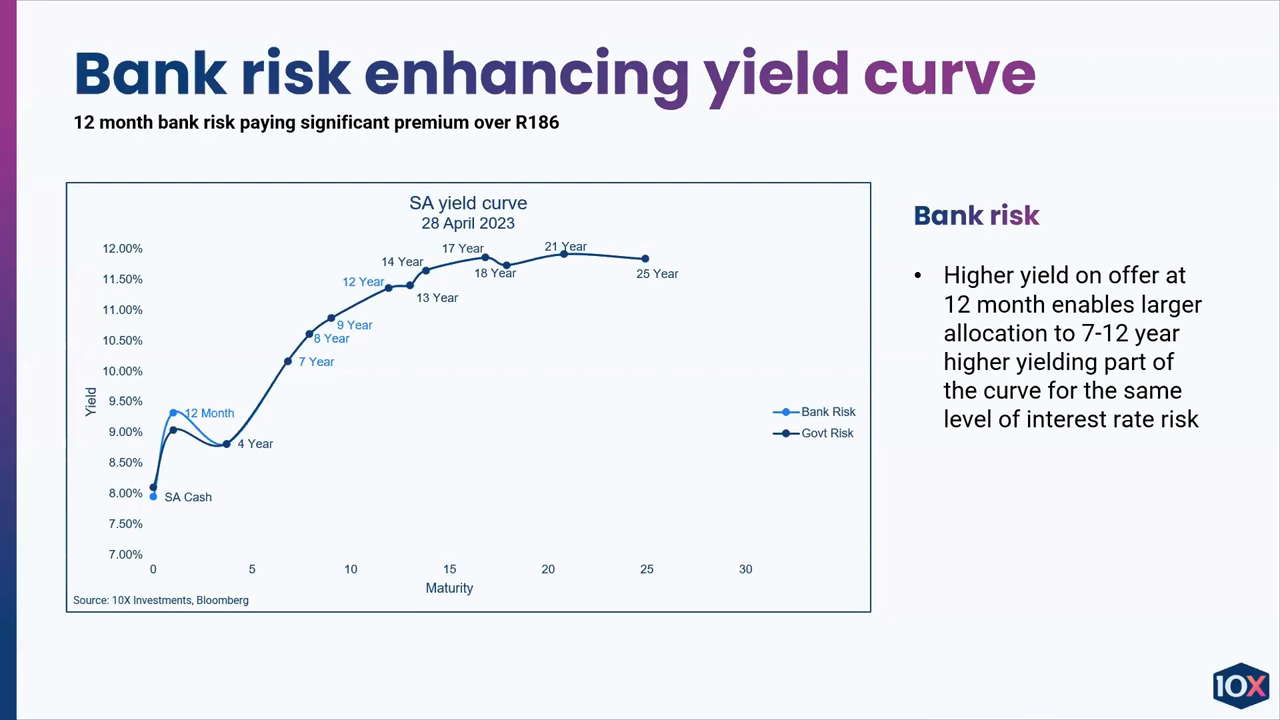 Bank risk enhancing yield curve
12 month bank risk paying significant premium over R186
SA yield curve
28 April 2023
12.00%
11.50%
11.00%
10.50%
10.00%
9.50%
9.00%
8.50%
8.00%
7.50%
7.00%
Yield
SA Cash
12 Month
4 Year
7 Year
8 Year
9 Year
12 Year
13 Year
14 Year
17 Year
18 Year
21 Year
25 Year
Bank Risk
Govt Risk
0 5 10 15 20 25 30
Maturity
Source: 10X Investments, Bloomberg
Bank risk
• Higher yield on offer at
12 month enables larger
allocation to 7-12 year
higher yielding part of
the curve for the same
level of interest rate risk
10X